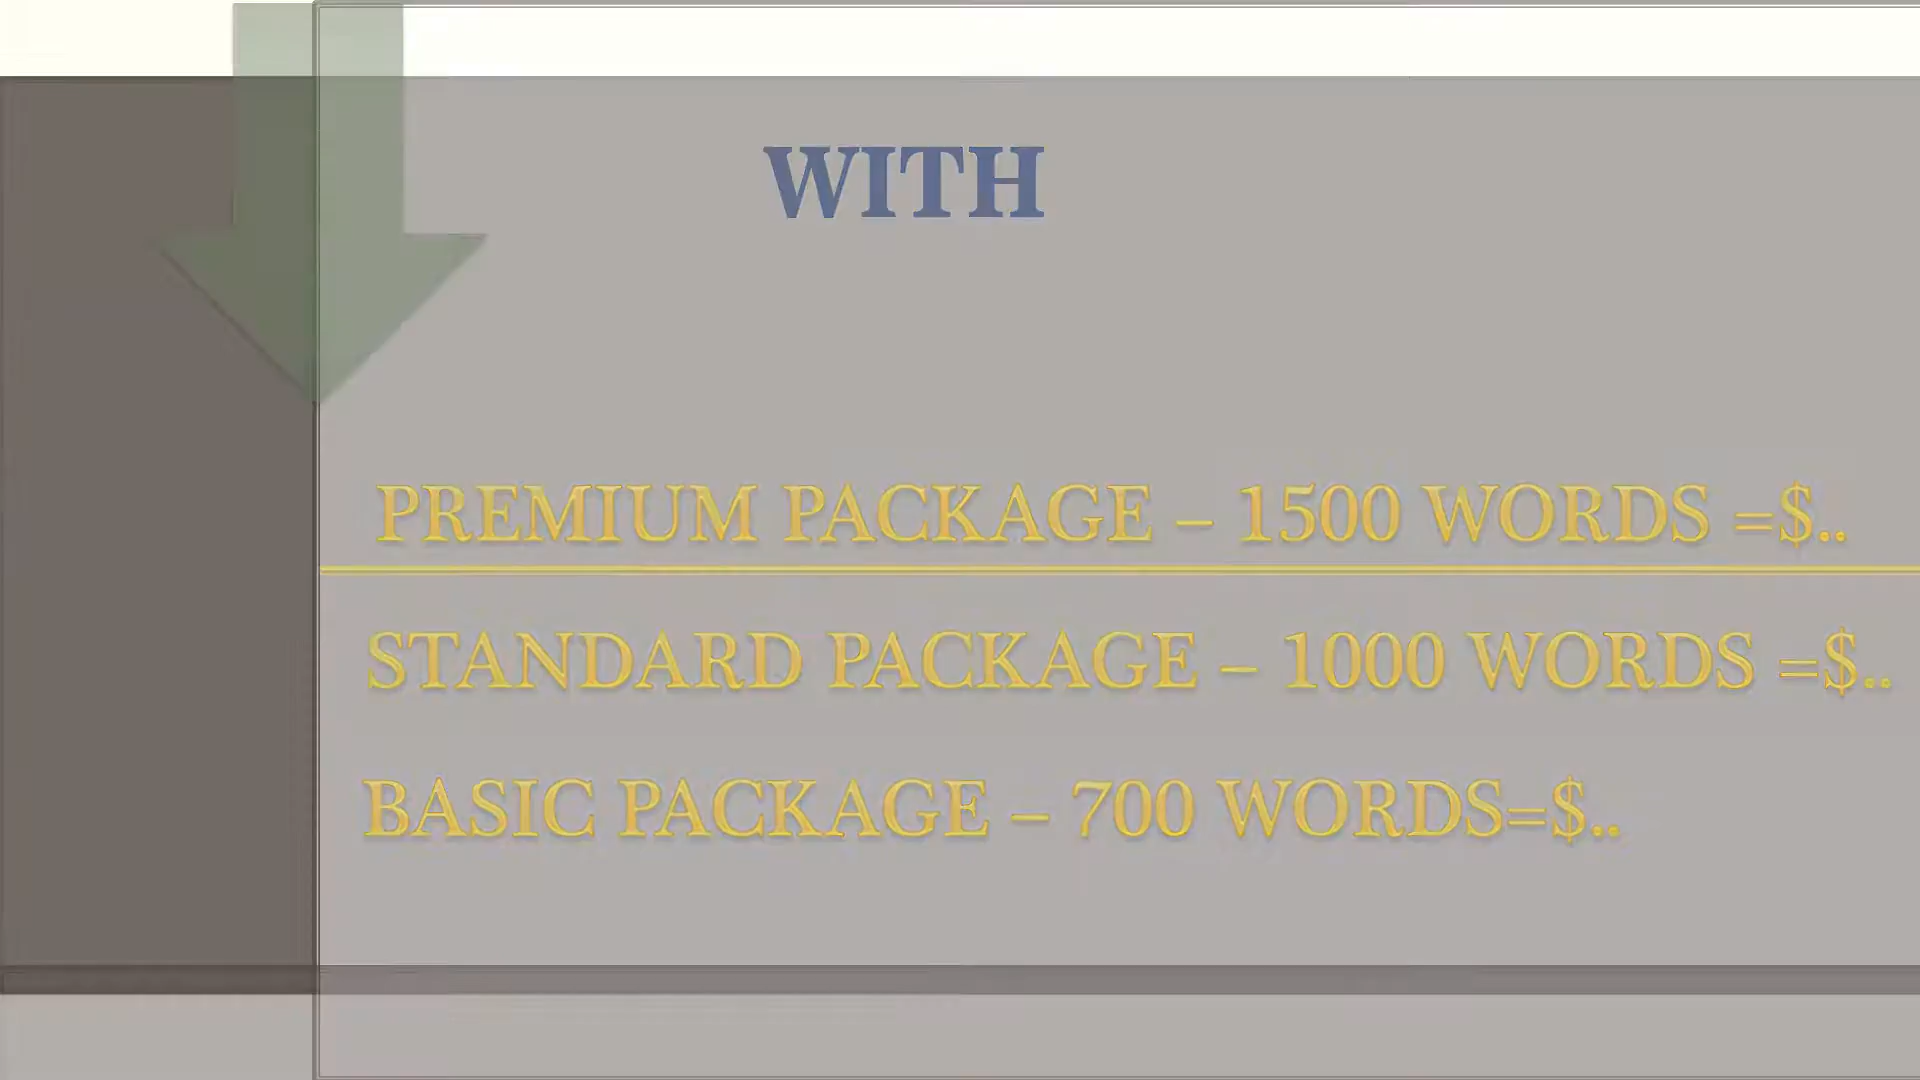 WITH
PREMIUM PACKAGE – 1500 WORDS =$..
STANDARD PACKAGE – 1000 WORDS =$..
BASIC PACKAGE – 700 WORDS=$..